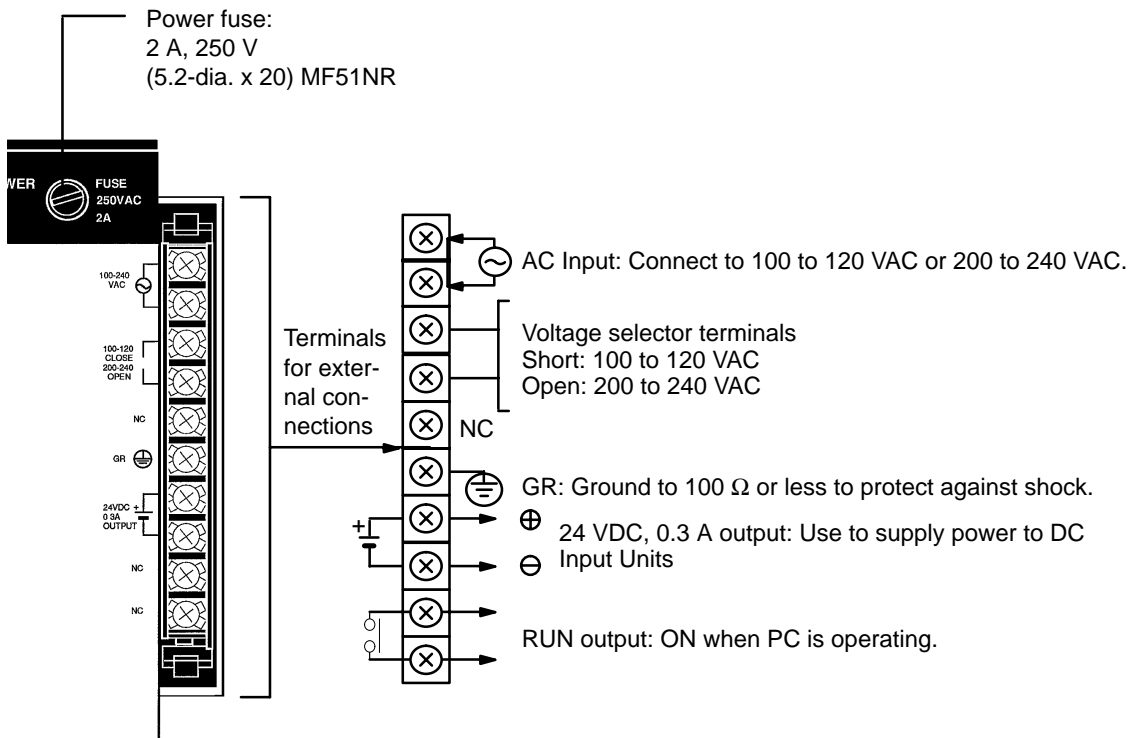 Power fuse:
2 A, 250 V
(5.2-dia. x 20) MF51NR
WER
FUSE
250VAC
2A
100-240
VAC
100-120
CLOSE
200-240
OPEN
NC
GR
24VDC +
0 3A
OUTPUT
NC
NC
Terminals
for exter-
nal con-
nections
AC Input: Connect to 100 to 120 VAC or 200 to 240 VAC.
Voltage selector terminals
Short: 100 to 120 VAC
Open: 200 to 240 VAC
NC
GR: Ground to 100 Ω or less to protect against shock.
+
24 VDC, 0.3 A output: Use to supply power to DC
Input Units
RUN output: ON when PC is operating.